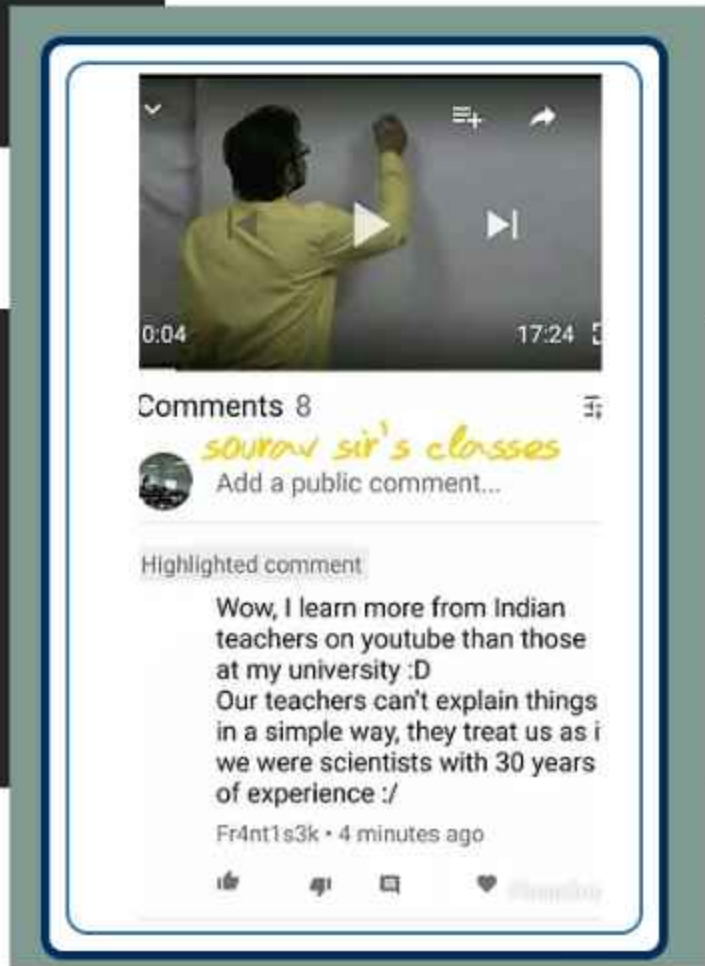 0:04
17:24
Comments 8
sourav sir's classes
Add a public comment...
Highlighted comment
Wow, I learn more from Indian
teachers on youtube than those
at my university :D
Our teachers can't explain things
in a simple way, they treat us as i
we were scientists with 30 years
of experience :/
Fr4nt1s3k • 4 minutes ago